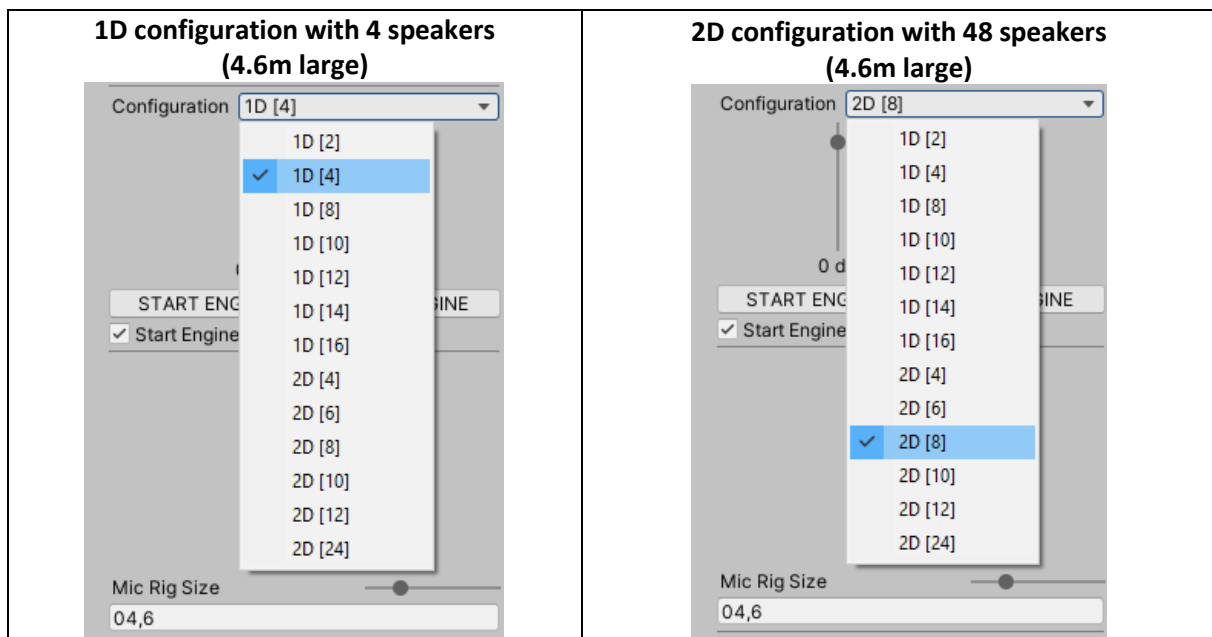 1D configuration with 4 speakers
(4.6m large)
Configuration 1D [4]
1D [2]
1D [4]
1D [8]
1D [10]
1D [12]
START ENG
GINE
1D [14]
Start Engine
1D [16]
2D [4]
2D [6]
2D [8]
2D [10]
2D [12]
2D [24]
Mic Rig Size
04,6
2D configuration with 48 speakers
(4.6m large)
Configuration 2D [8]
1D [2]
1D [4]
1D [8]
1D [10]
0 d
1D [12]
START ENG
GINE
1D [14]
Start Engine
1D [16]
2D [4]
2D [6]
2D [8]
2D [10]
2D [12]
2D [24]
Mic Rig Size
04,6